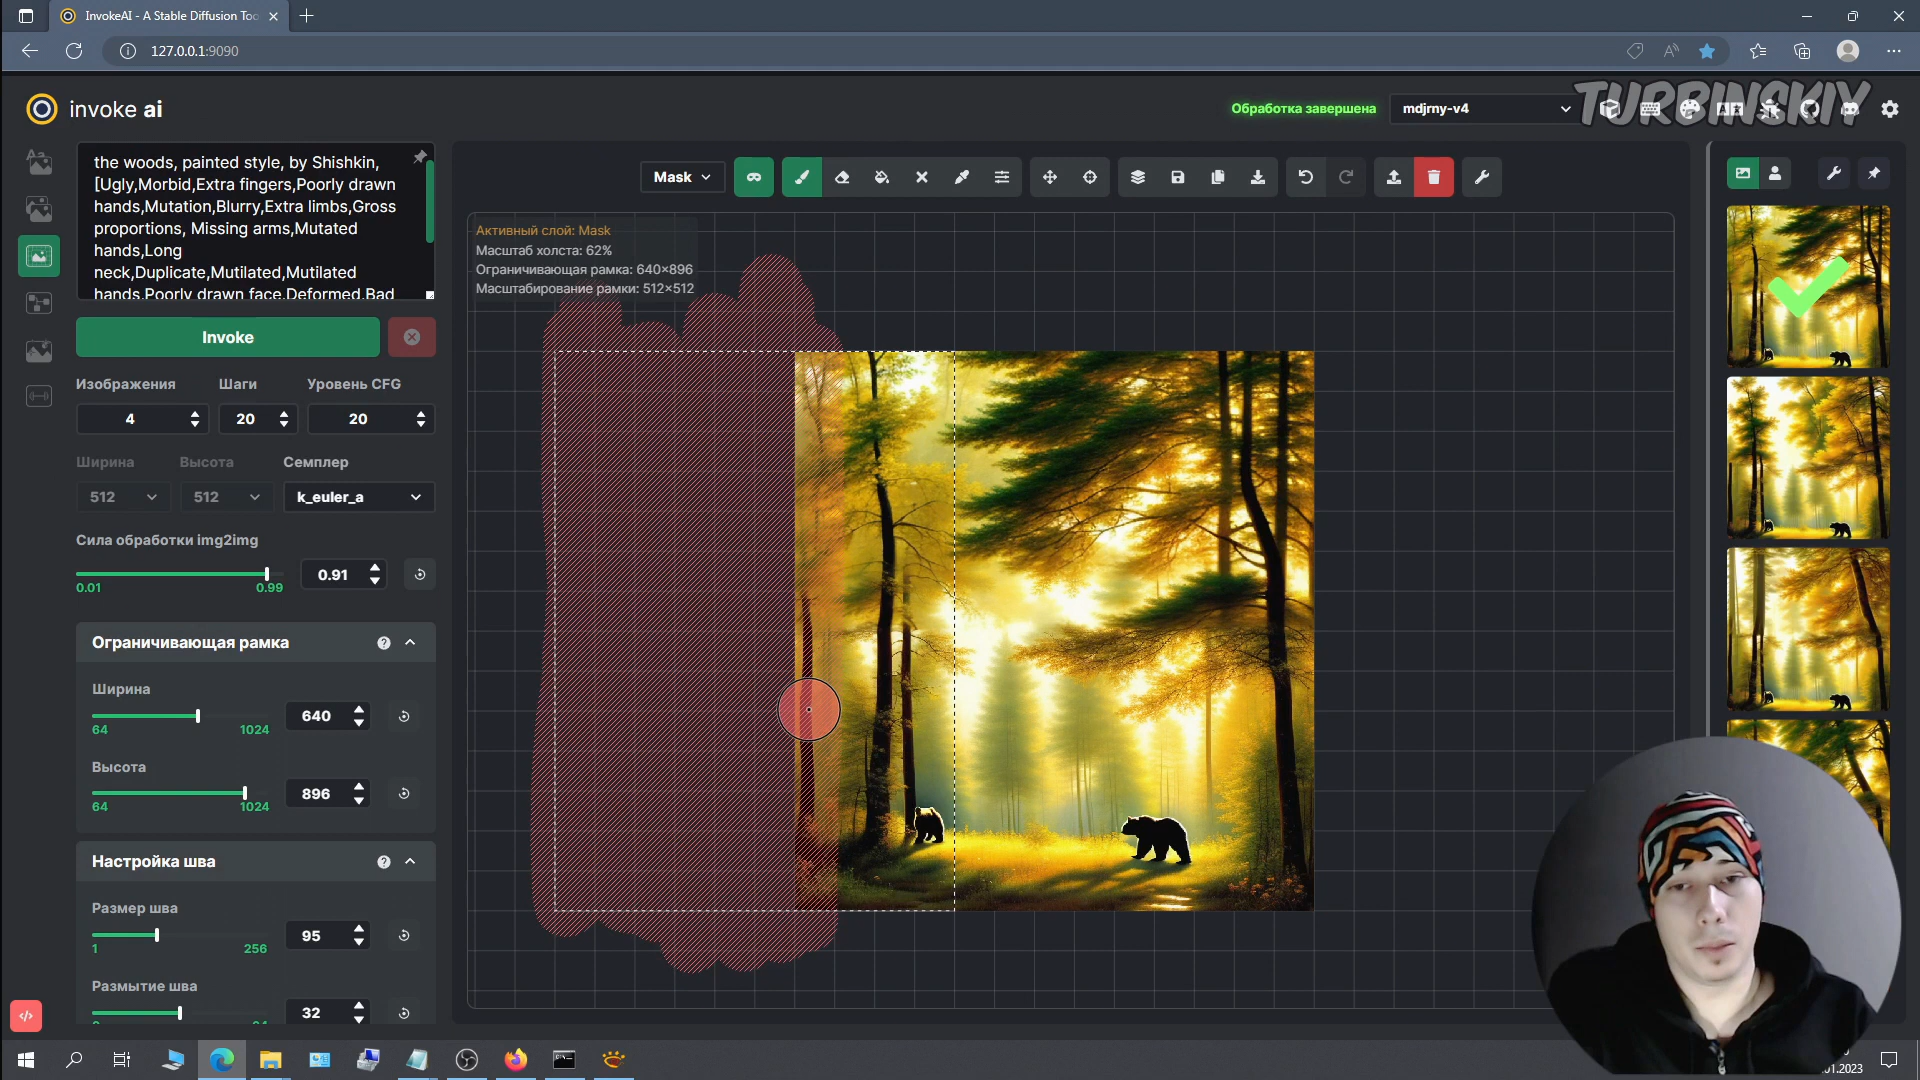 InvokeAI - A Stable Diffusion Too
127.0.0.1:9090
invoke ai
Обработка завершена
mdjrny-v4
TURBINSKIY
the woods, painted style, by Shishkin,
[Ugly,Morbid,Extra fingers,Poorly drawn
hands,Mutation,Blurry,Extra limbs,Gross
proportions, Missing arms,Mutated
hands,Long
neck,Duplicate,Mutilated,Mutilated
hands,Poorly drawn face,Deformed,Bad
Mask
Активный слой: Mask
Масштаб холста: 62%
Ограничивающая рамка: 640×896
Масштабирование рамки: 512×512
Invoke
Изображения Шаги Уровень CFG
4 20 20
Ширина Высота Семплер
512 512 k_euler_a
Сила обработки img2img
0.91
0.01 0.99
Ограничивающая рамка
Ширина
640
64 1024
Высота
896
64 1024
Настройка шва
Размер шва
95
1 256
Размытие шва
32
.01.2023